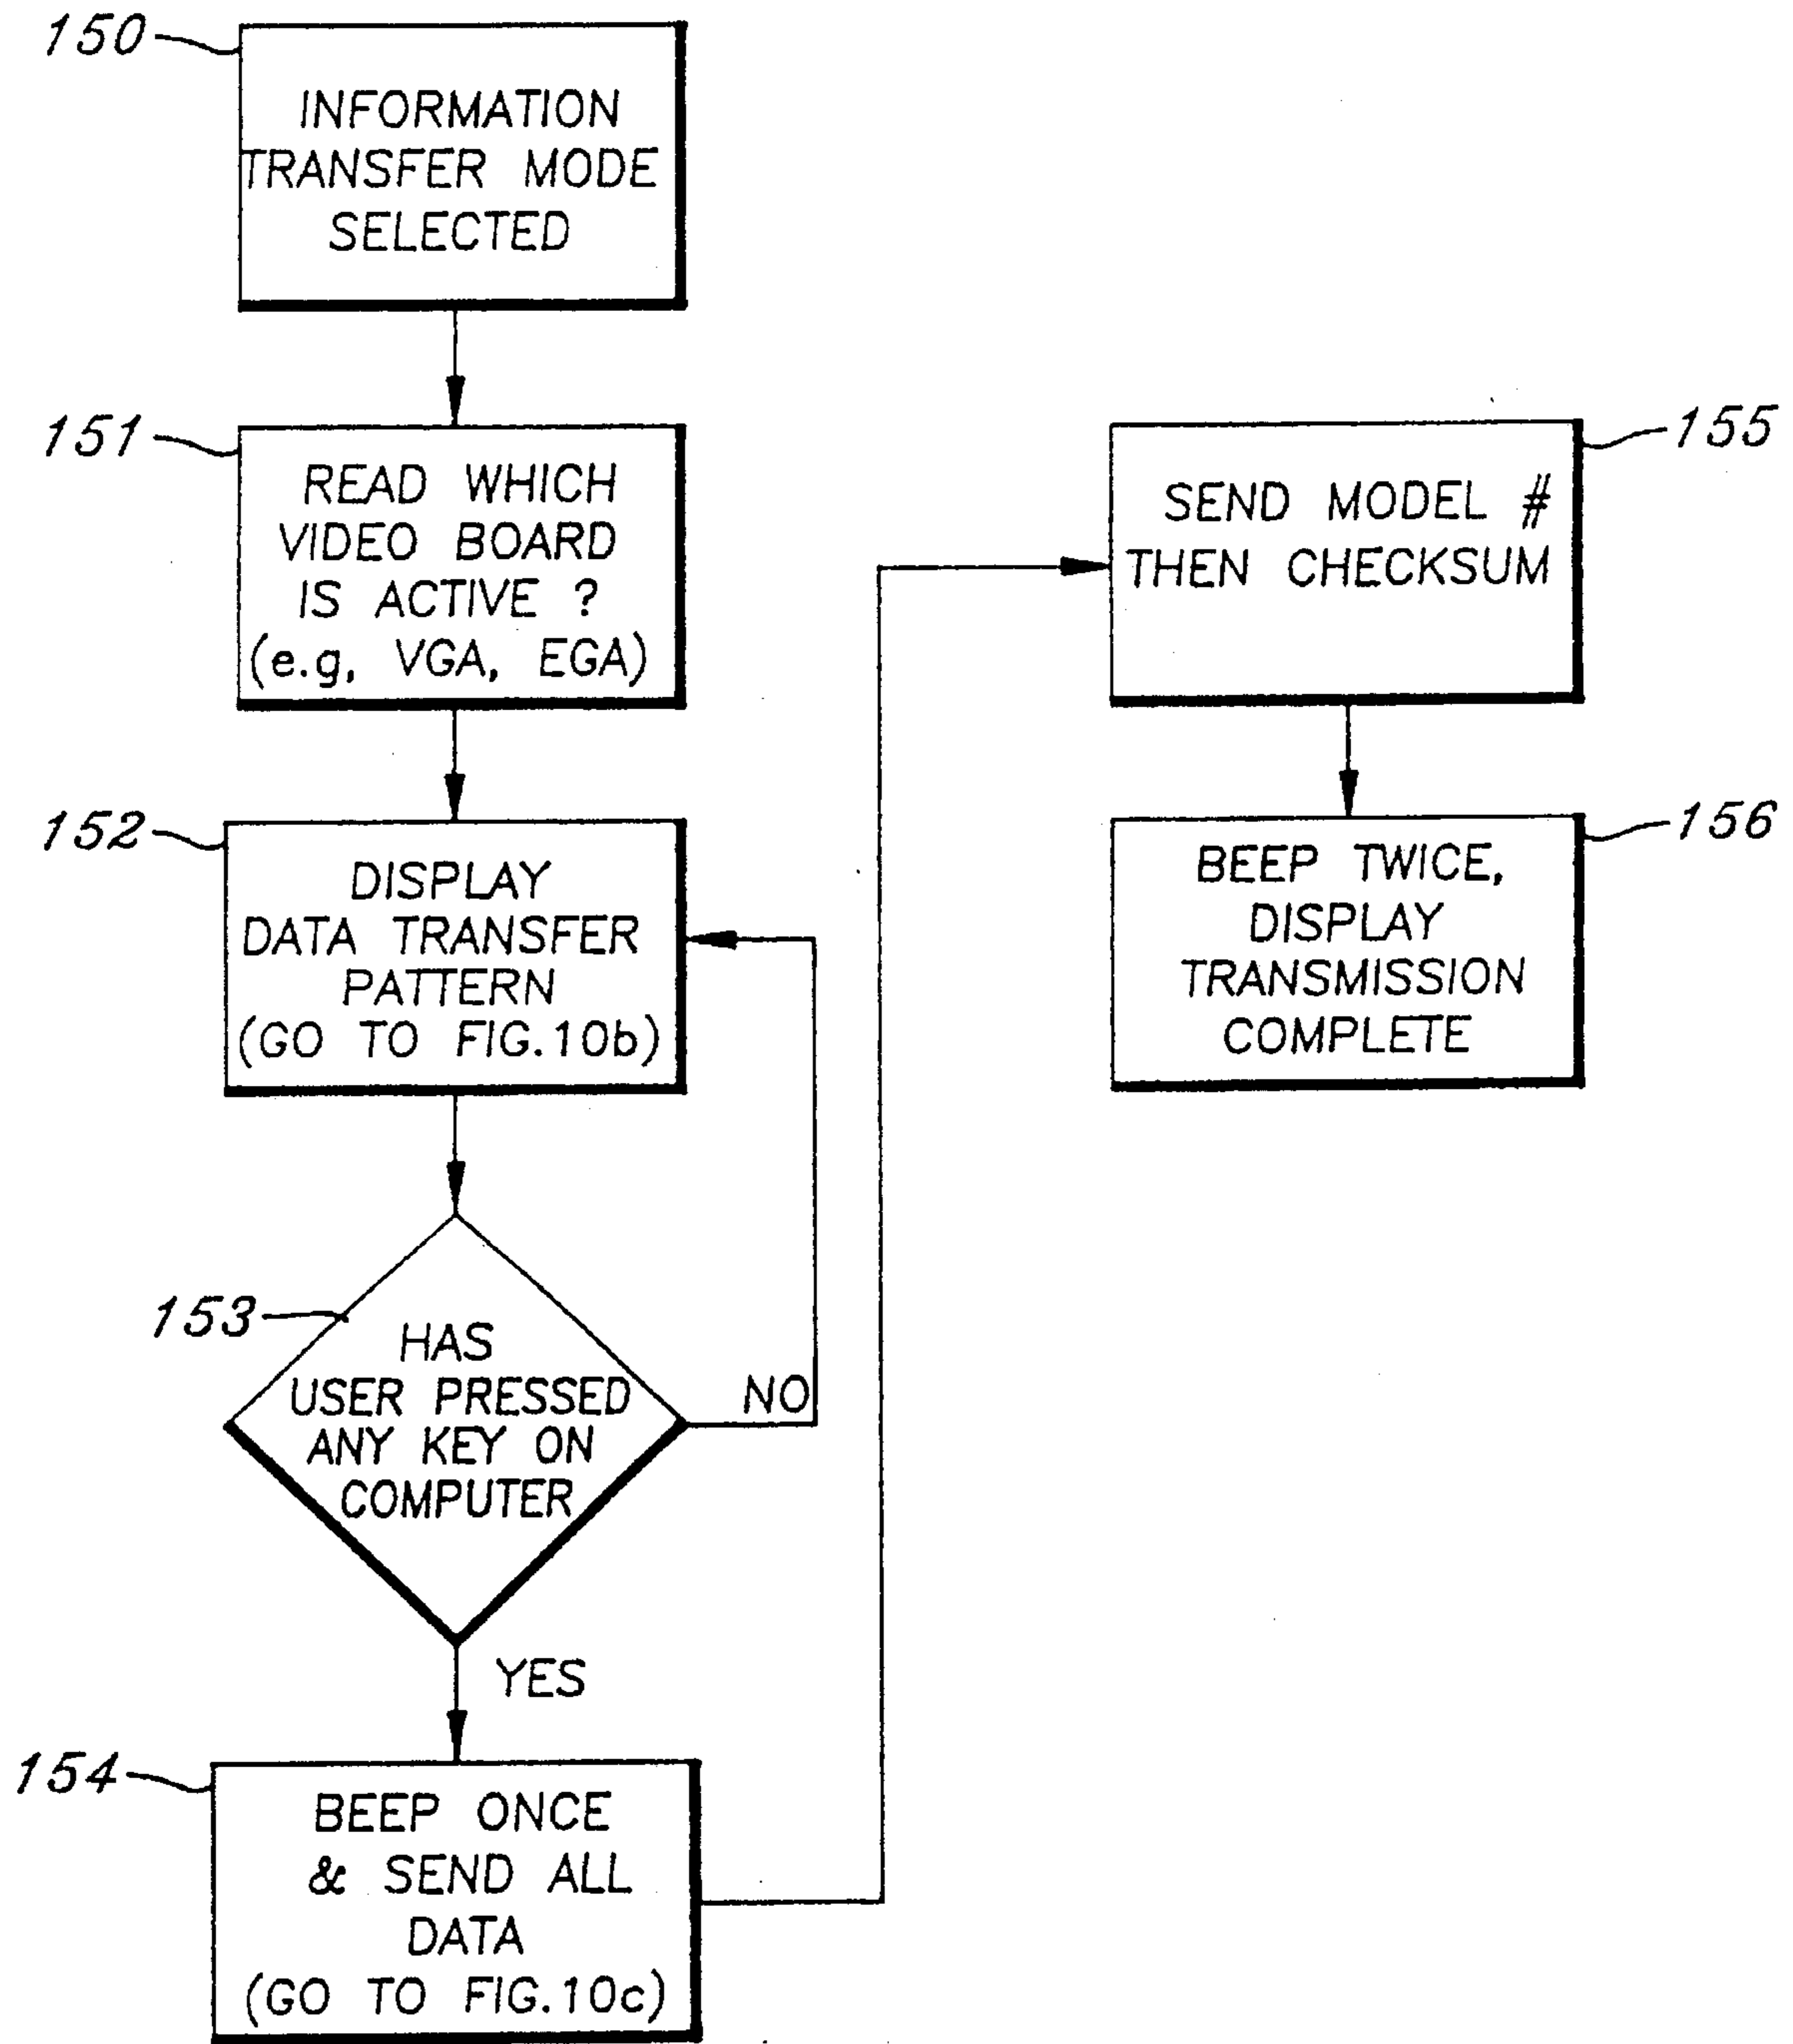 150
INFORMATION
TRANSFER MODE
SELECTED
151
READ WHICH
VIDEO BOARD
IS ACTIVE ?
(e.g, VGA, EGA)
152
DISPLAY
DATA TRANSFER
PATTERN
(GO TO FIG.10b)
153
HAS
USER PRESSED
ANY KEY ON
COMPUTER
NO
YES
154
BEEP ONCE
& SEND ALL
DATA
(GO TO FIG.10c)
155
SEND MODEL #
THEN CHECKSUM
156
BEEP TWICE,
DISPLAY
TRANSMISSION
COMPLETE